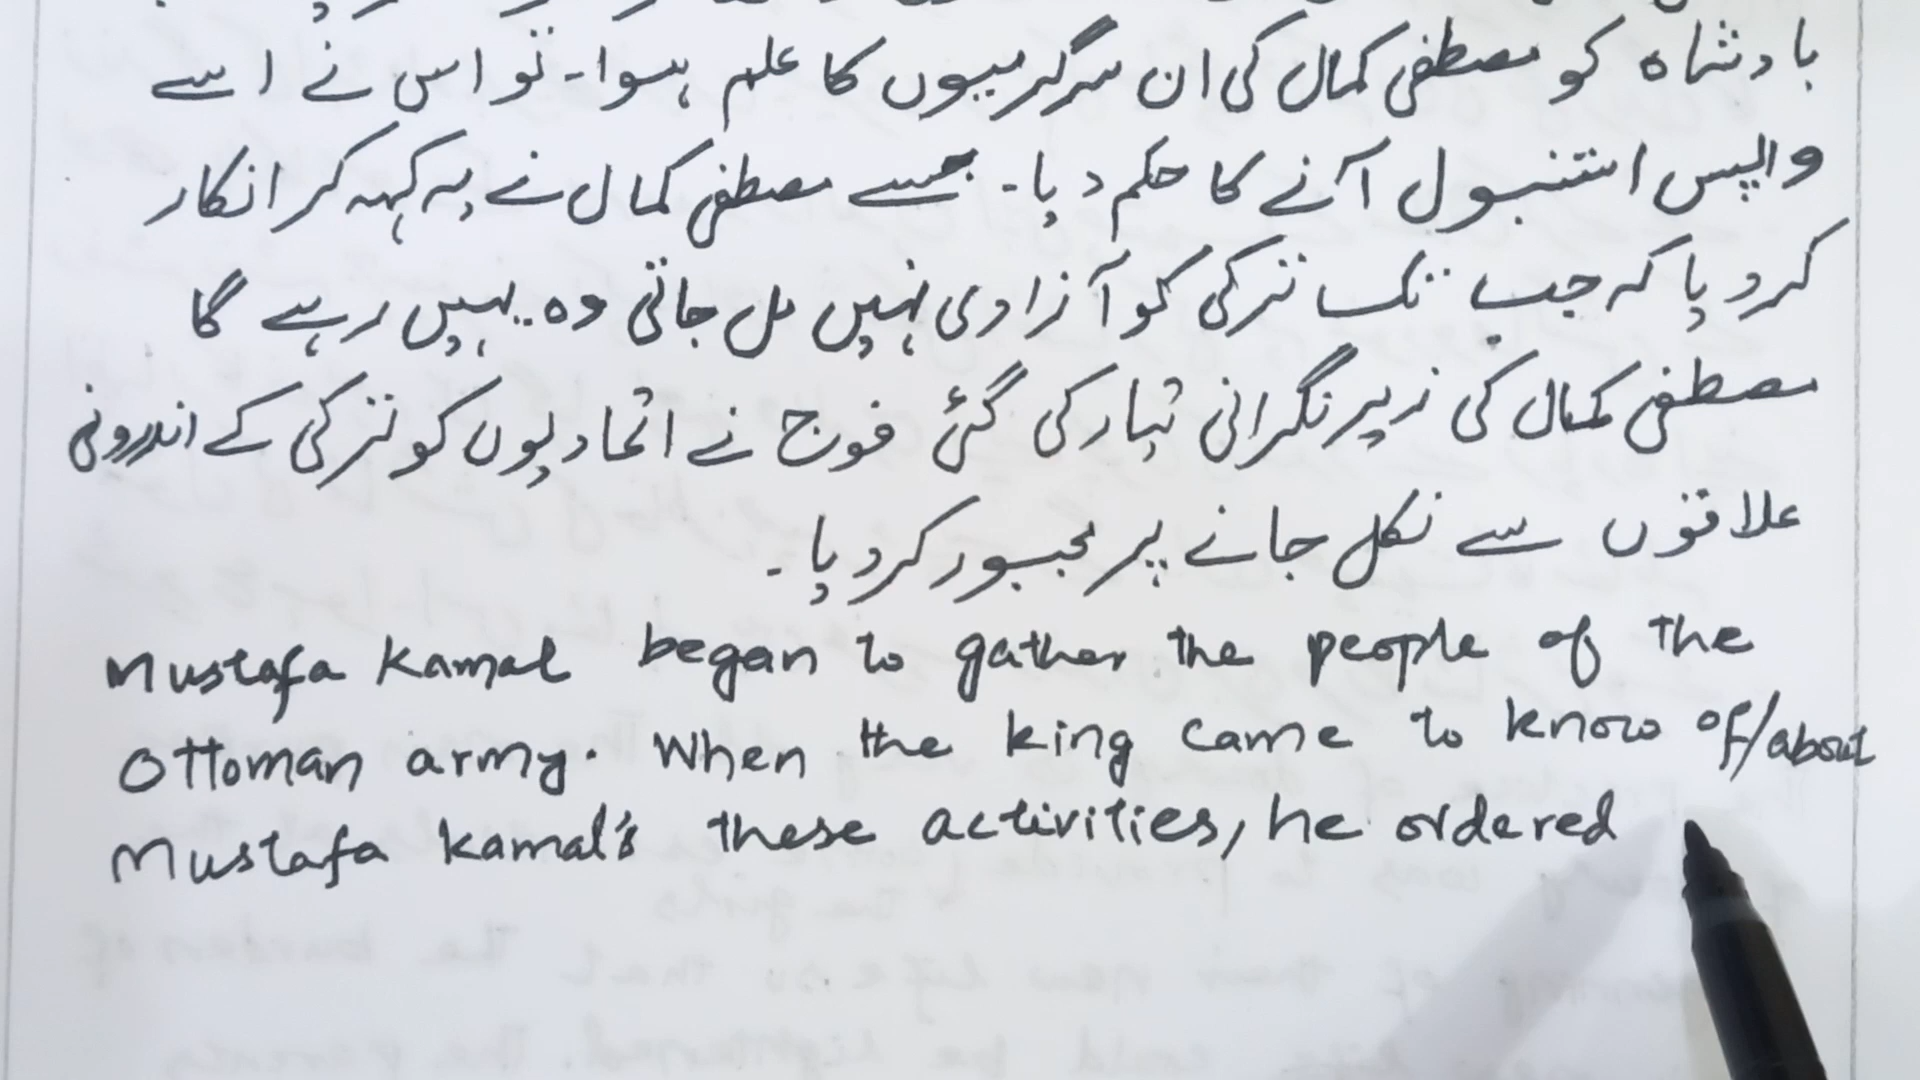 بادشاہ کو مصطفی کمال کی ان سرگرمیوں کا علم ہوا۔ تو اس نے اسے
واپس استنبول آنے کا حکم دیا۔ جسے مصطفی کمال نے یہ کہہ کر انکار
کر دیا کہ جب تک ترکی کو آزادی نہیں مل جاتی وہ یہیں رہے گا
مصطفی کمال کی زیر نگرانی تیار کی گئی فوج نے اتحادیوں کو ترکی کے اندرونی
علاقوں سے نکل جانے پر مجبور کر دیا۔
Mustafa Kamal began to gather the people of the
Ottoman army. When the king came to know of/about
Mustafa Kamal's these activities, he ordered